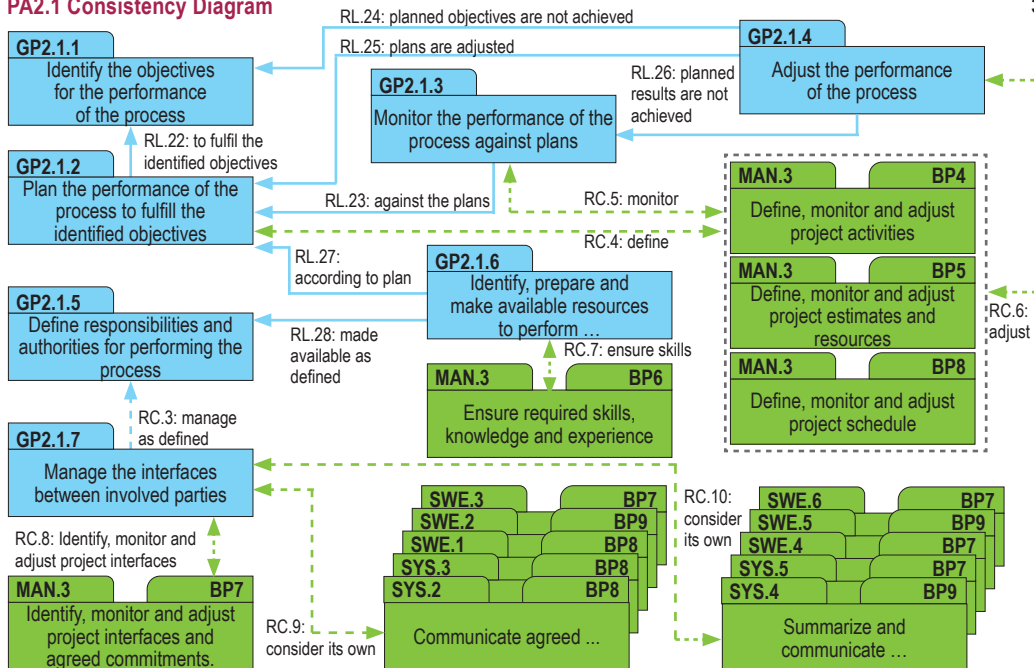 PA2.1 Consistency Diagram
RL.24: planned objectives are not achieved
GP2.1.1
Identify the objectives
for the performance
of the process
RL.25: plans are adjusted
GP2.1.4
Adjust the performance
of the process
RL.26: planned
results are not
achieved
GP2.1.3
Monitor the performance of the
process against plans
RL.22: to fulfil the
identified objectives
GP2.1.2
Plan the performance of the
process to fulfill the
identified objectives
RL.23: against the plans
RC.5: monitor
RC.4: define
MAN.3 BP4
Define, monitor and adjust
project activities
MAN.3 BP5
Define, monitor and adjust
project estimates and
resources
MAN.3 BP8
Define, monitor and adjust
project schedule
RC.6:
adjust
RL.27:
according to plan
GP2.1.6
Identify, prepare and
make available resources
to perform ...
GP2.1.5
Define responsibilities and
authorities for performing the
process
RL.28: made
available as
defined
RC.7: ensure skills
MAN.3 BP6
Ensure required skills,
knowledge and experience
RC.3: manage
as defined
GP2.1.7
Manage the interfaces
between involved parties
RC.8: Identify, monitor and
adjust project interfaces
MAN.3 BP7
Identify, monitor and adjust
project interfaces and
agreed commitments.
RC.9:
consider its own
SWE.3 BP7
SWE.2 BP9
SWE.1 BP8
SYS.3 BP8
SYS.2 BP8
Communicate agreed ...
RC.10:
consider
its own
SWE.6 BP7
SWE.5 BP9
SWE.4 BP7
SYS.5 BP7
SYS.4 BP9
Summarize and
communicate ...